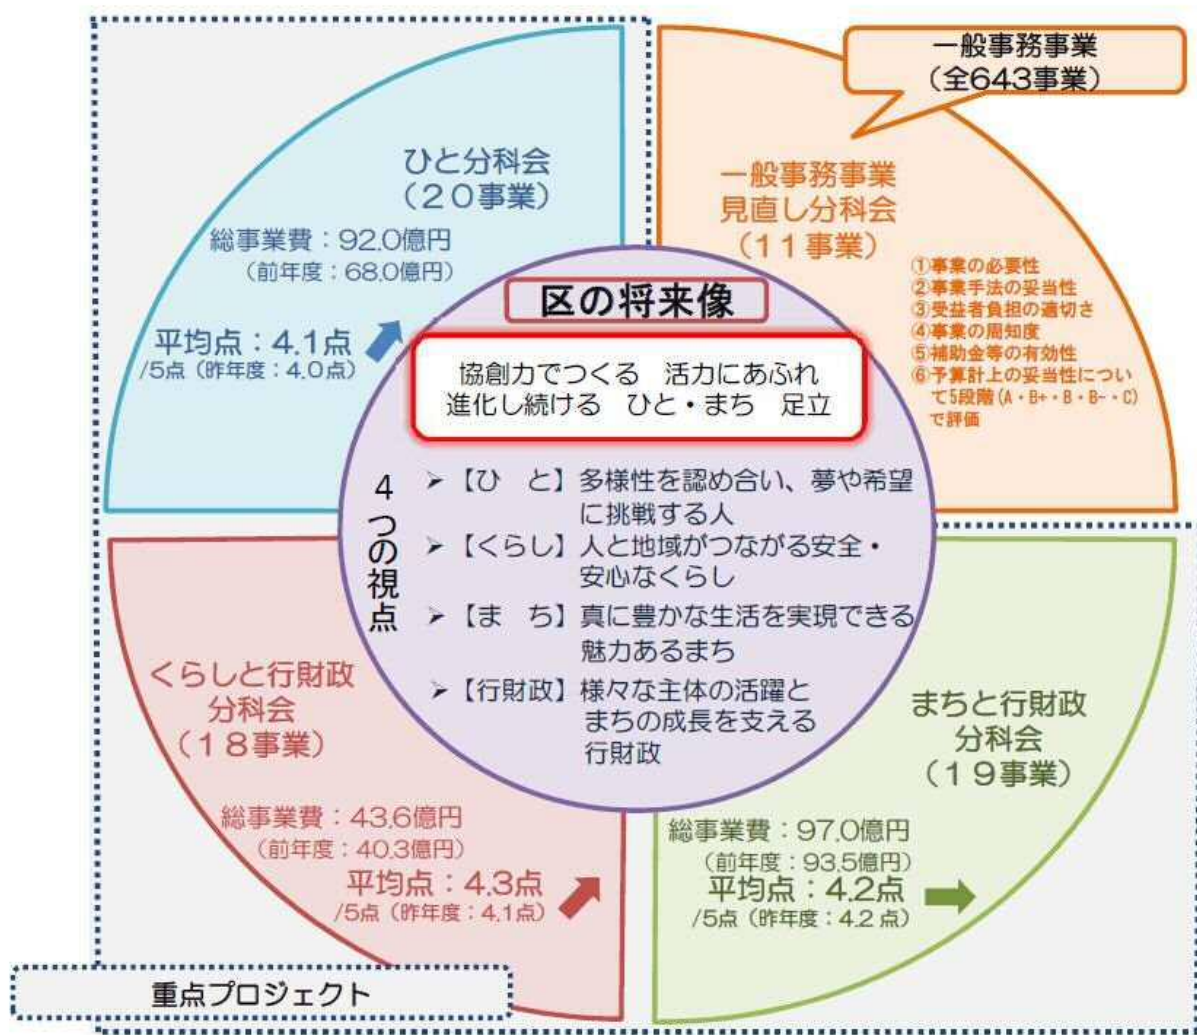 一般事務事業
(全643事業)
ひと分科会
(20事業)
総事業費:92.0億円
(前年度:68.0億円)
平均点:4.1点
/5点(昨年度:4.0点)
一般事務事業
見直し分科会
(11事業)
①事業の必要性
②事業手法の妥当性
③受益者負担の適切さ
④事業の周知度
⑤補助金等の有効性
⑥予算計上の妥当性につい
て5段階(A・B+・B・B-・C)
で評価
区の将来像
協創力でつくる 活力にあふれ
進化し続ける ひと・まち 足立
4つの視点
➢【ひ と】多様性を認め合い、夢や希望
に挑戦する人
➢【くらし】人と地域がつながる安全・
安心なくらし
➢【ま ち】真に豊かな生活を実現できる
魅力あるまち
➢【行財政】様々な主体の活躍と
まちの成長を支える
行財政
くらしと行財政
分科会
(18事業)
総事業費:43.6億円
(前年度:40.3億円)
平均点:4.3点
/5点(昨年度:4.1点)
まちと行財政
分科会
(19事業)
総事業費:97.0億円
(前年度:93.5億円)
平均点:4.2点
/5点(昨年度:4.2点)
重点プロジェクト